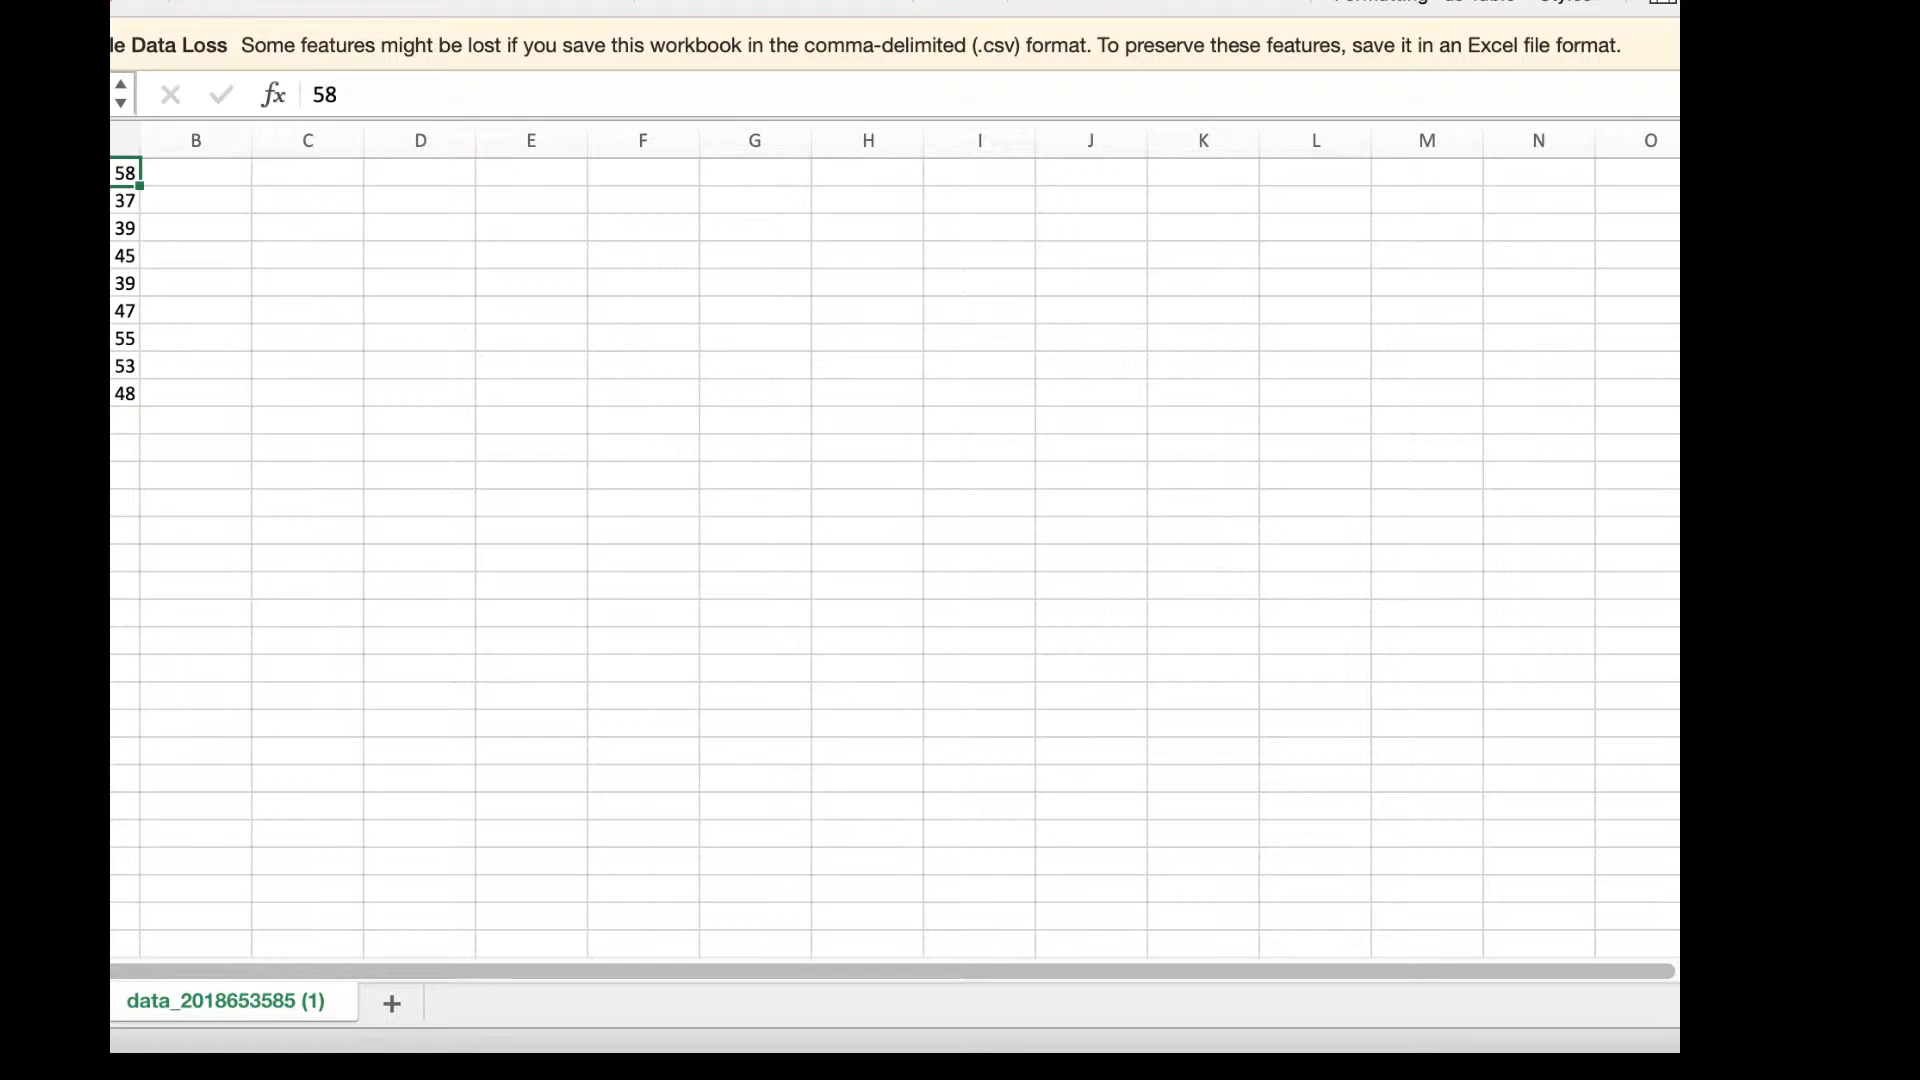 le Data Loss Some features might be lost if you save this workbook in the comma-delimited (.csv) format. To preserve these features, save it in an Excel file format.
fx 58
B C D E F G H I J K L M N O
58
37
39
45
39
47
55
53
48
data_2018653585 (1) +